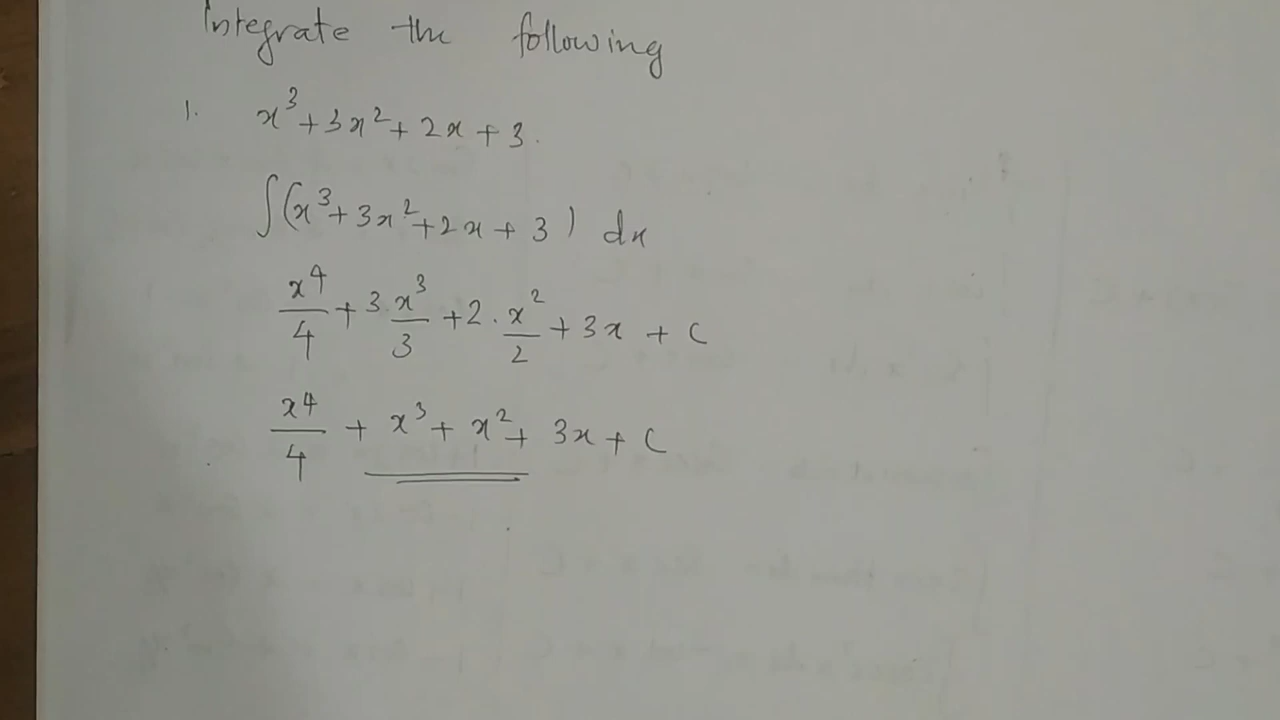 Integrate the following
1. x³ + 3x² + 2x + 3.
∫(x³ + 3x² + 2x + 3) dx
x⁴/4 + 3.x³/3 + 2.x²/2 + 3x + C
x⁴/4 + x³ + x² + 3x + C